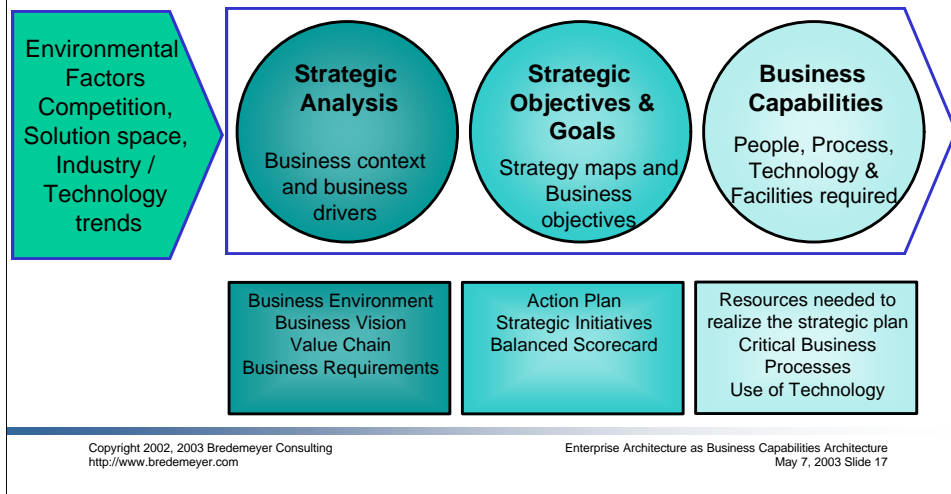 Environmental
Factors
Competition,
Solution space,
Industry /
Technology
trends
Strategic
Analysis
Business context
and business
drivers
Strategic
Objectives &
Goals
Strategy maps and
Business
objectives
Business
Capabilities
People, Process,
Technology &
Facilities required
Business Environment
Business Vision
Value Chain
Business Requirements
Action Plan
Strategic Initiatives
Balanced Scorecard
Resources needed to
realize the strategic plan
Critical Business
Processes
Use of Technology
Copyright 2002, 2003 Bredemeyer Consulting
http://www.bredemeyer.com
Enterprise Architecture as Business Capabilities Architecture
May 7, 2003 Slide 17